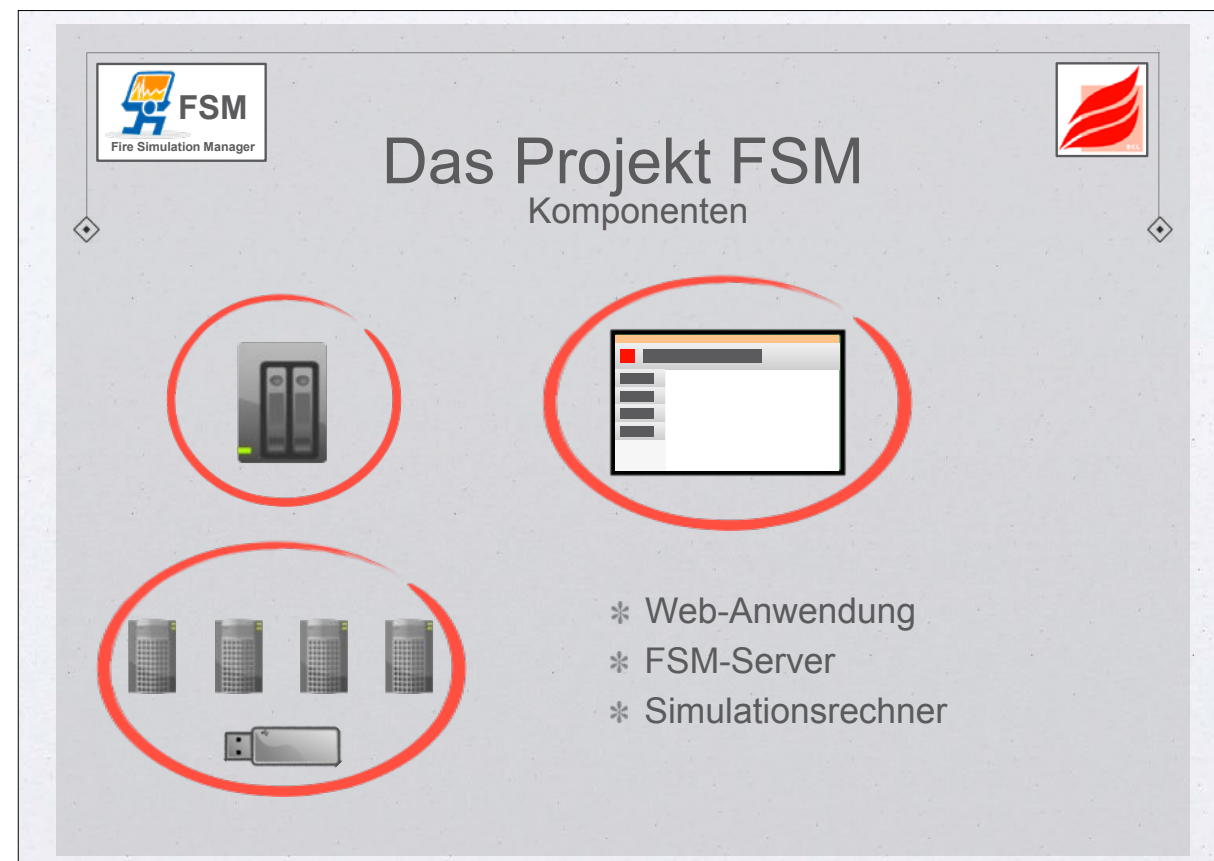 FSM
Fire Simulation Manager
Das Projekt FSM
Komponenten
Web-Anwendung
FSM-Server
Simulationsrechner